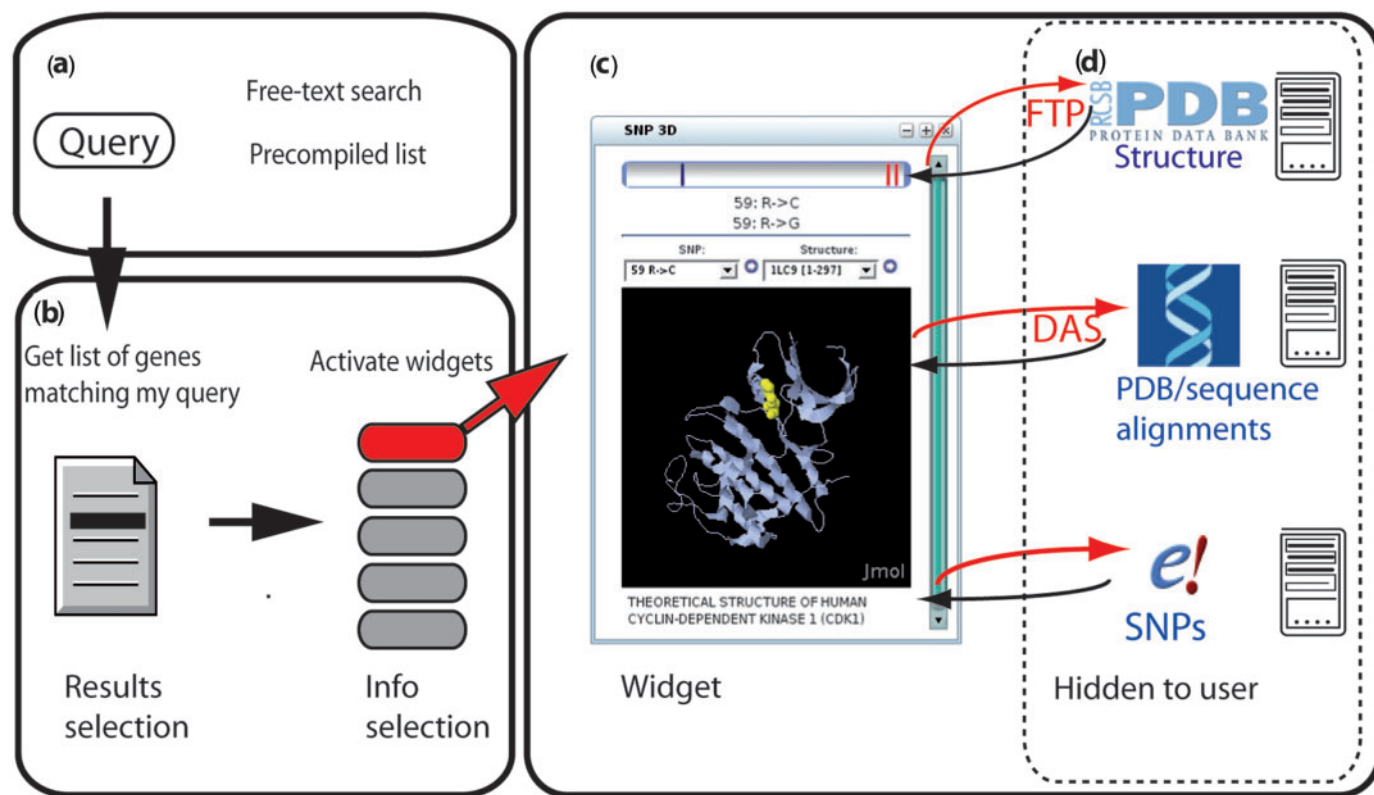 (a)
Free-text search
Query
Precompiled list
(b)
Get list of genes
matching my query
Activate widgets
Results
selection
Info
selection
(c)
SNP 3D
59: R->C
59: R->G
SNP:
Structure:
59 R->C
1LC9 [1-297]
Jmol
THEORETICAL STRUCTURE OF HUMAN
CYCLIN-DEPENDENT KINASE 1 (CDK1)
Widget
(d)
FTP
RCSB
PDB
PROTEIN DATA BANK
Structure
DAS
PDB/sequence
alignments
e!
SNPs
Hidden to user